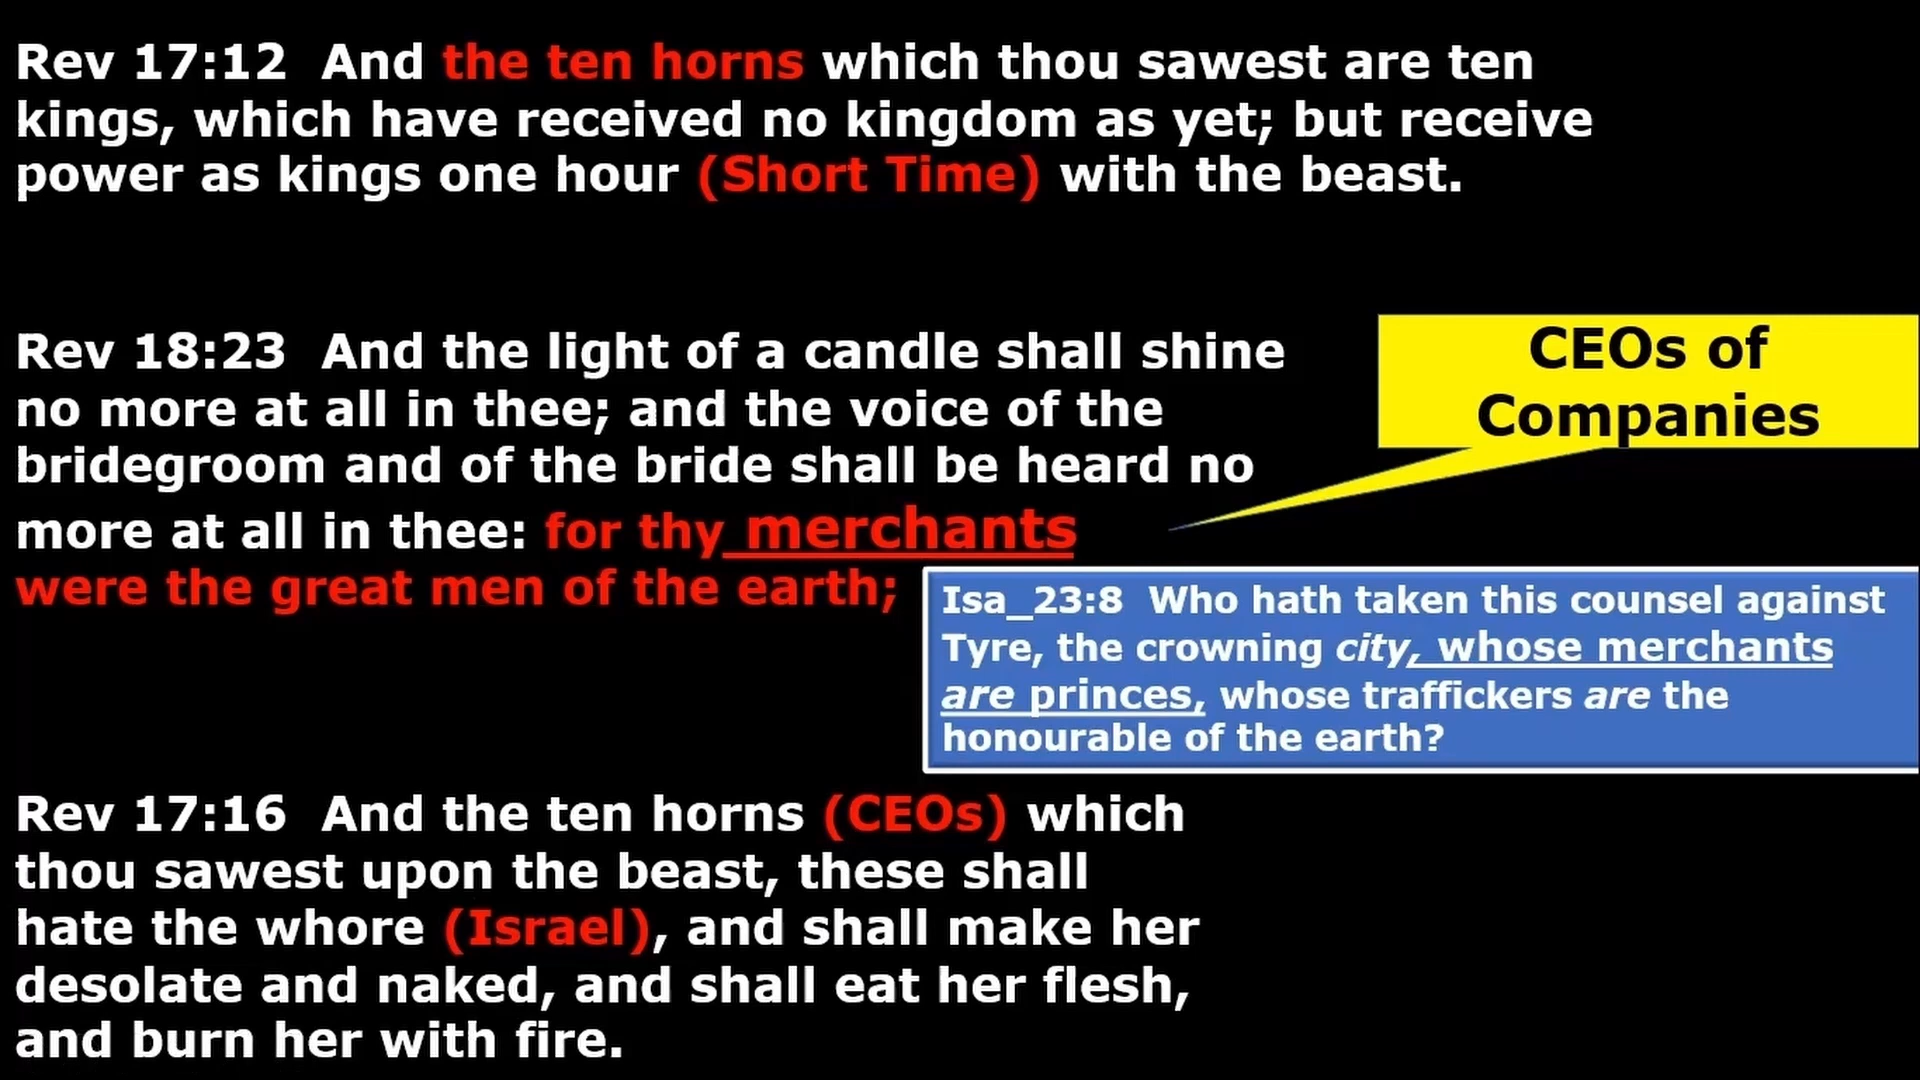 Rev 17:12  And the ten horns which thou sawest are ten
kings, which have received no kingdom as yet; but receive
power as kings one hour (Short Time) with the beast.
Rev 18:23  And the light of a candle shall shine
no more at all in thee; and the voice of the
bridegroom and of the bride shall be heard no
more at all in thee: for thy merchants
were the great men of the earth;
CEOs of
Companies
Isa_23:8  Who hath taken this counsel against
Tyre, the crowning city, whose merchants
are princes, whose traffickers are the
honourable of the earth?
Rev 17:16  And the ten horns (CEOs) which
thou sawest upon the beast, these shall
hate the whore (Israel), and shall make her
desolate and naked, and shall eat her flesh,
and burn her with fire.